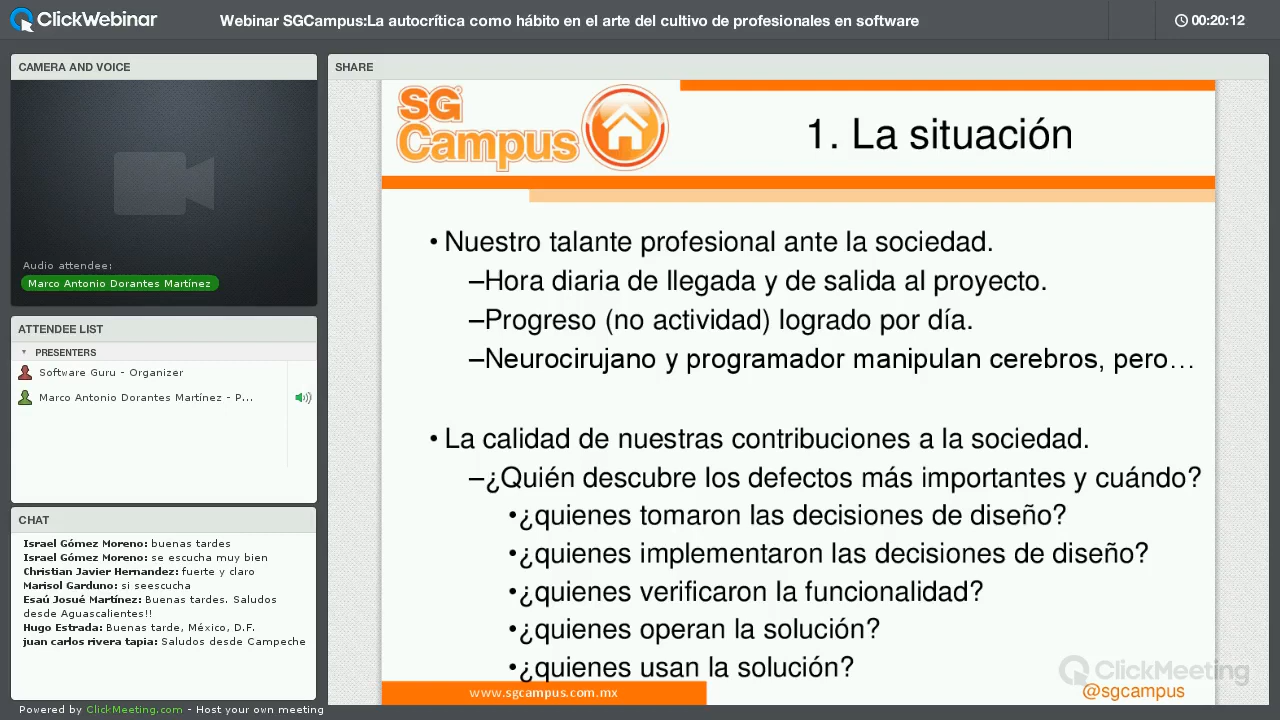 ClickWebinar
Webinar SGCampus:La autocrítica como hábito en el arte del cultivo de profesionales en software
00:20:12
CAMERA AND VOICE
Audio attendee:
Marco Antonio Dorantes Martínez
ATTENDEE LIST
PRESENTERS
Software Guru - Organizer
Marco Antonio Dorantes Martínez - P...
CHAT
Israel Gómez Moreno: buenas tardes
Israel Gómez Moreno: se escucha muy bien
Christian Javier Hernandez: fuerte y claro
Marisol Garduno: si seescucha
Esaú Josué Martínez: Buenas tardes. Saludos
desde Aguascalientes!!
Hugo Estrada: Buenas tarde, México, D.F.
juan carlos rivera tapia: Saludos desde Campeche
Powered by ClickMeeting.com - Host your own meeting
SHARE
SG
Campus
1. La situación
• Nuestro talante profesional ante la sociedad.
–Hora diaria de llegada y de salida al proyecto.
–Progreso (no actividad) logrado por día.
–Neurocirujano y programador manipulan cerebros, pero…
• La calidad de nuestras contribuciones a la sociedad.
–¿Quién descubre los defectos más importantes y cuándo?
•¿quienes tomaron las decisiones de diseño?
•¿quienes implementaron las decisiones de diseño?
•¿quienes verificaron la funcionalidad?
•¿quienes operan la solución?
•¿quienes usan la solución?
www.sgcampus.com.mx
ClickMeeting
@sgcampus